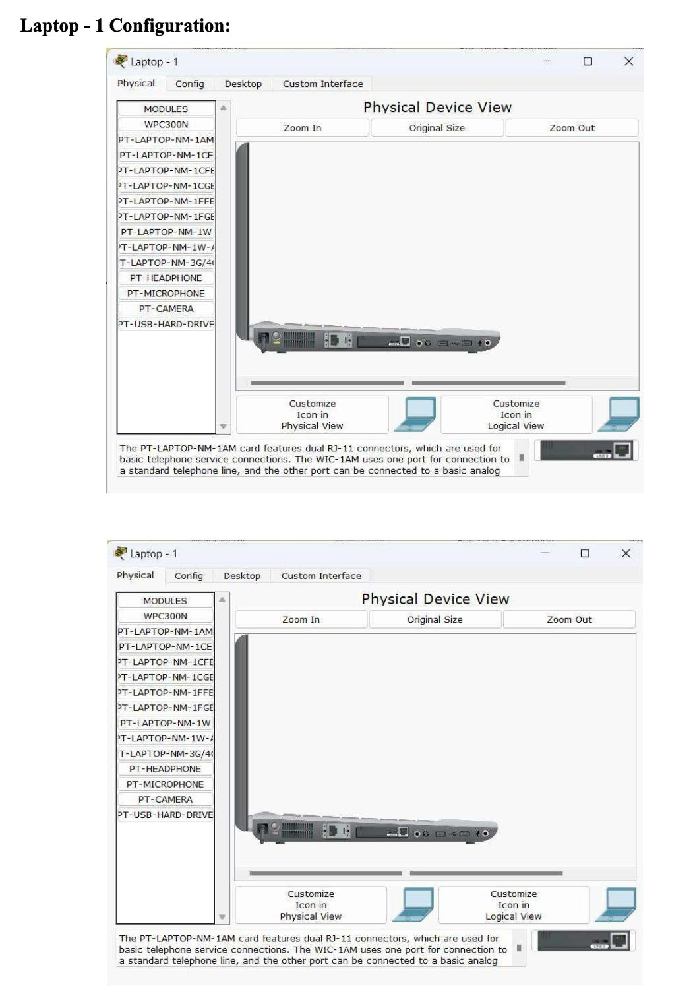 Laptop - 1 Configuration:
Laptop - 1
Physical Config Desktop Custom Interface
MODULES
WPC300N
PT-LAPTOP-NM-1AM
PT-LAPTOP-NM-1CE
PT-LAPTOP-NM-1CFE
PT-LAPTOP-NM-1CGE
PT-LAPTOP-NM-1FFE
PT-LAPTOP-NM-1FGE
PT-LAPTOP-NM-1W
PT-LAPTOP-NM-1W-A
T-LAPTOP-NM-3G/4G
PT-HEADPHONE
PT-MICROPHONE
PT-CAMERA
PT-USB-HARD-DRIVE
Physical Device View
Zoom In Original Size Zoom Out
Customize
Icon in
Physical View
Customize
Icon in
Logical View
The PT-LAPTOP-NM-1AM card features dual RJ-11 connectors, which are used for
basic telephone service connections. The WIC-1AM uses one port for connection to
a standard telephone line, and the other port can be connected to a basic analog
Laptop - 1
Physical Config Desktop Custom Interface
MODULES
WPC300N
PT-LAPTOP-NM-1AM
PT-LAPTOP-NM-1CE
PT-LAPTOP-NM-1CFE
PT-LAPTOP-NM-1CGE
PT-LAPTOP-NM-1FFE
PT-LAPTOP-NM-1FGE
PT-LAPTOP-NM-1W
PT-LAPTOP-NM-1W-A
T-LAPTOP-NM-3G/4G
PT-HEADPHONE
PT-MICROPHONE
PT-CAMERA
PT-USB-HARD-DRIVE
Physical Device View
Zoom In Original Size Zoom Out
Customize
Icon in
Physical View
Customize
Icon in
Logical View
The PT-LAPTOP-NM-1AM card features dual RJ-11 connectors, which are used for
basic telephone service connections. The WIC-1AM uses one port for connection to
a standard telephone line, and the other port can be connected to a basic analog